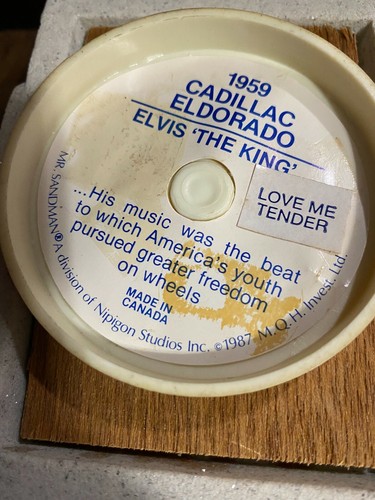 1959
CADILLAC
ELDORADO
ELVIS 'THE KING'
LOVE ME
TENDER
...His music was the beat
to which America's youth
pursued greater freedom
on wheels
MADE IN
CANADA
MR. SANDMAN® A division of Nipigon Studios Inc. ©1987 M.Q.H. Invest. Ltd.